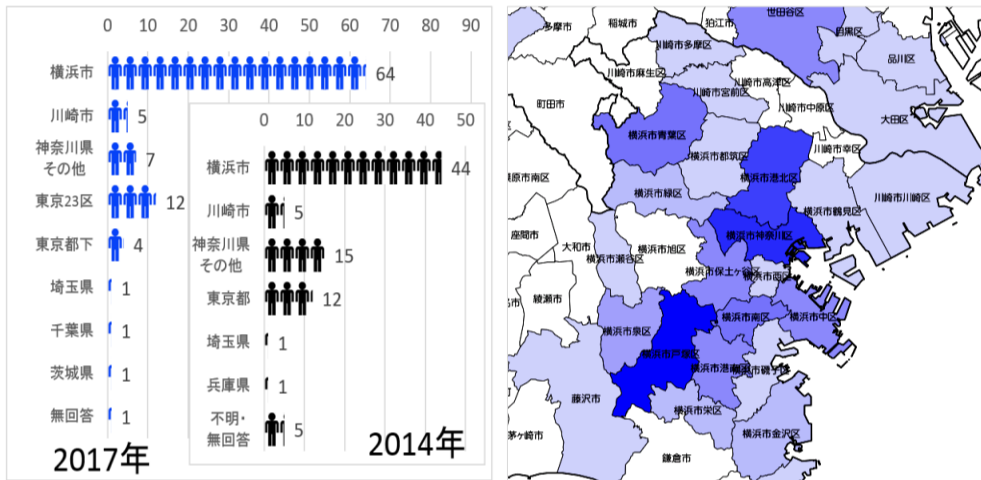 0 10 20 30 40 50 60 70 80 90
横浜市 64
川崎市 5
神奈川県
その他 7
東京23区 12
東京都下 4
埼玉県 1
千葉県 1
茨城県 1
無回答 1
2017年
0 10 20 30 40 50
横浜市 44
川崎市 5
神奈川県
その他 15
東京都 12
埼玉県 1
兵庫県 1
不明・
無回答 5
2014年
多摩市
稲城市
狛江市
世田谷区
目黒区
品川区
川崎市多摩区
川崎市麻生区
川崎市高津区
川崎市宮前区
川崎市中原区
町田市
大田区
横浜市青葉区
横浜市都筑区
川崎市幸区
横浜市港北区
横浜市緑区
川崎市川崎区
横浜市鶴見区
座間市
大和市
横浜市旭区
横浜市神奈川区
横浜市瀬谷区
横浜市保土ヶ谷区
横浜市西区
綾瀬市
横浜市泉区
横浜市南区
横浜市中区
横浜市戸塚区
横浜市港南区
横浜市磯子区
藤沢市
横浜市栄区
横浜市金沢区
茅ヶ崎市
鎌倉市